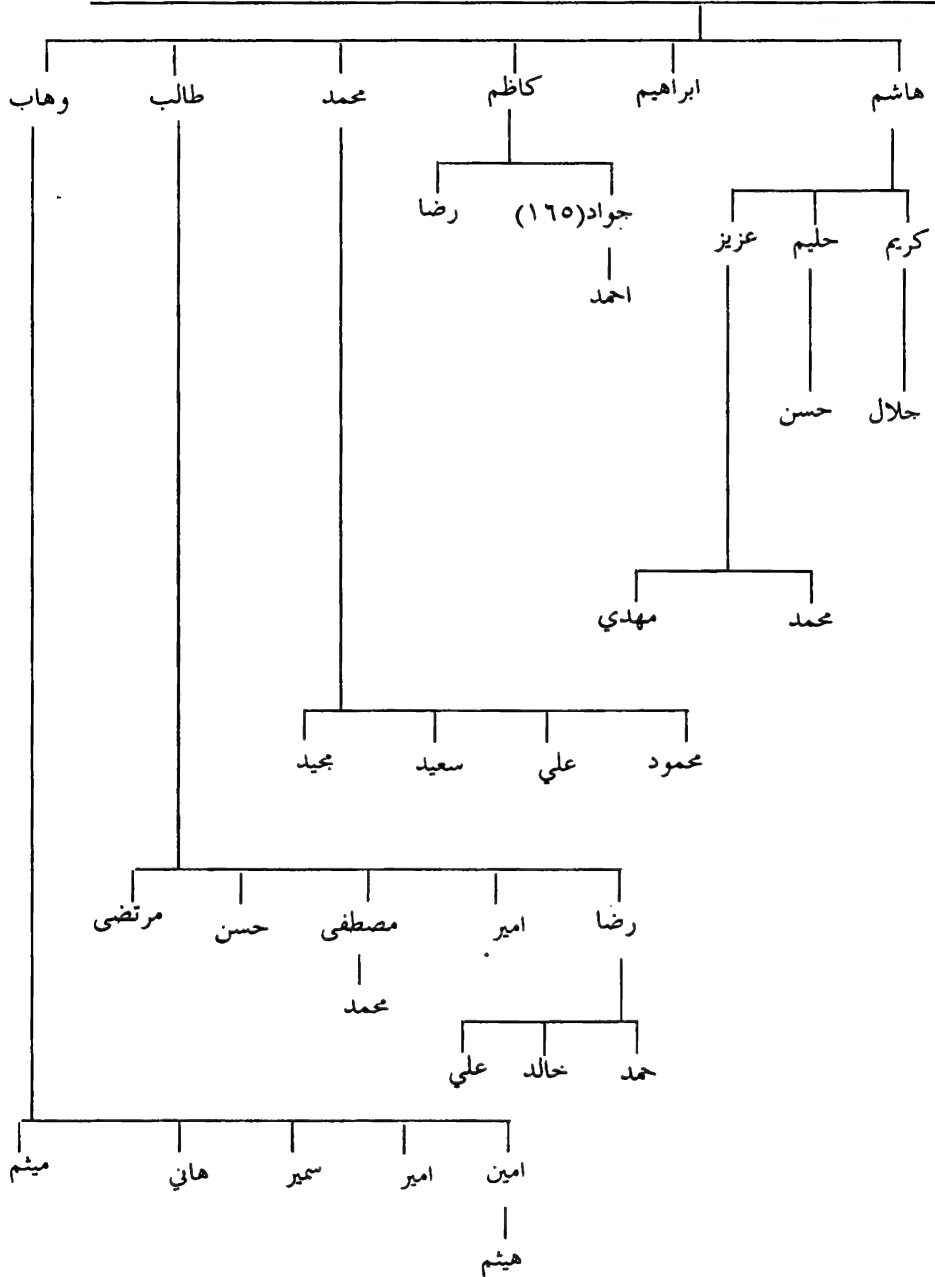 هاشم ابراهيم كاظم محمد طالب وهاب
جواد(١٦٥) رضا
كريم حليم عزيز
احمد
جلال حسن
محمد مهدي
محمود علي سعيد مجيد
رضا امير مصطفى حسن مرتضى
محمد
حمد خالد علي
امين امير سمير هاني ميثم
هيثم